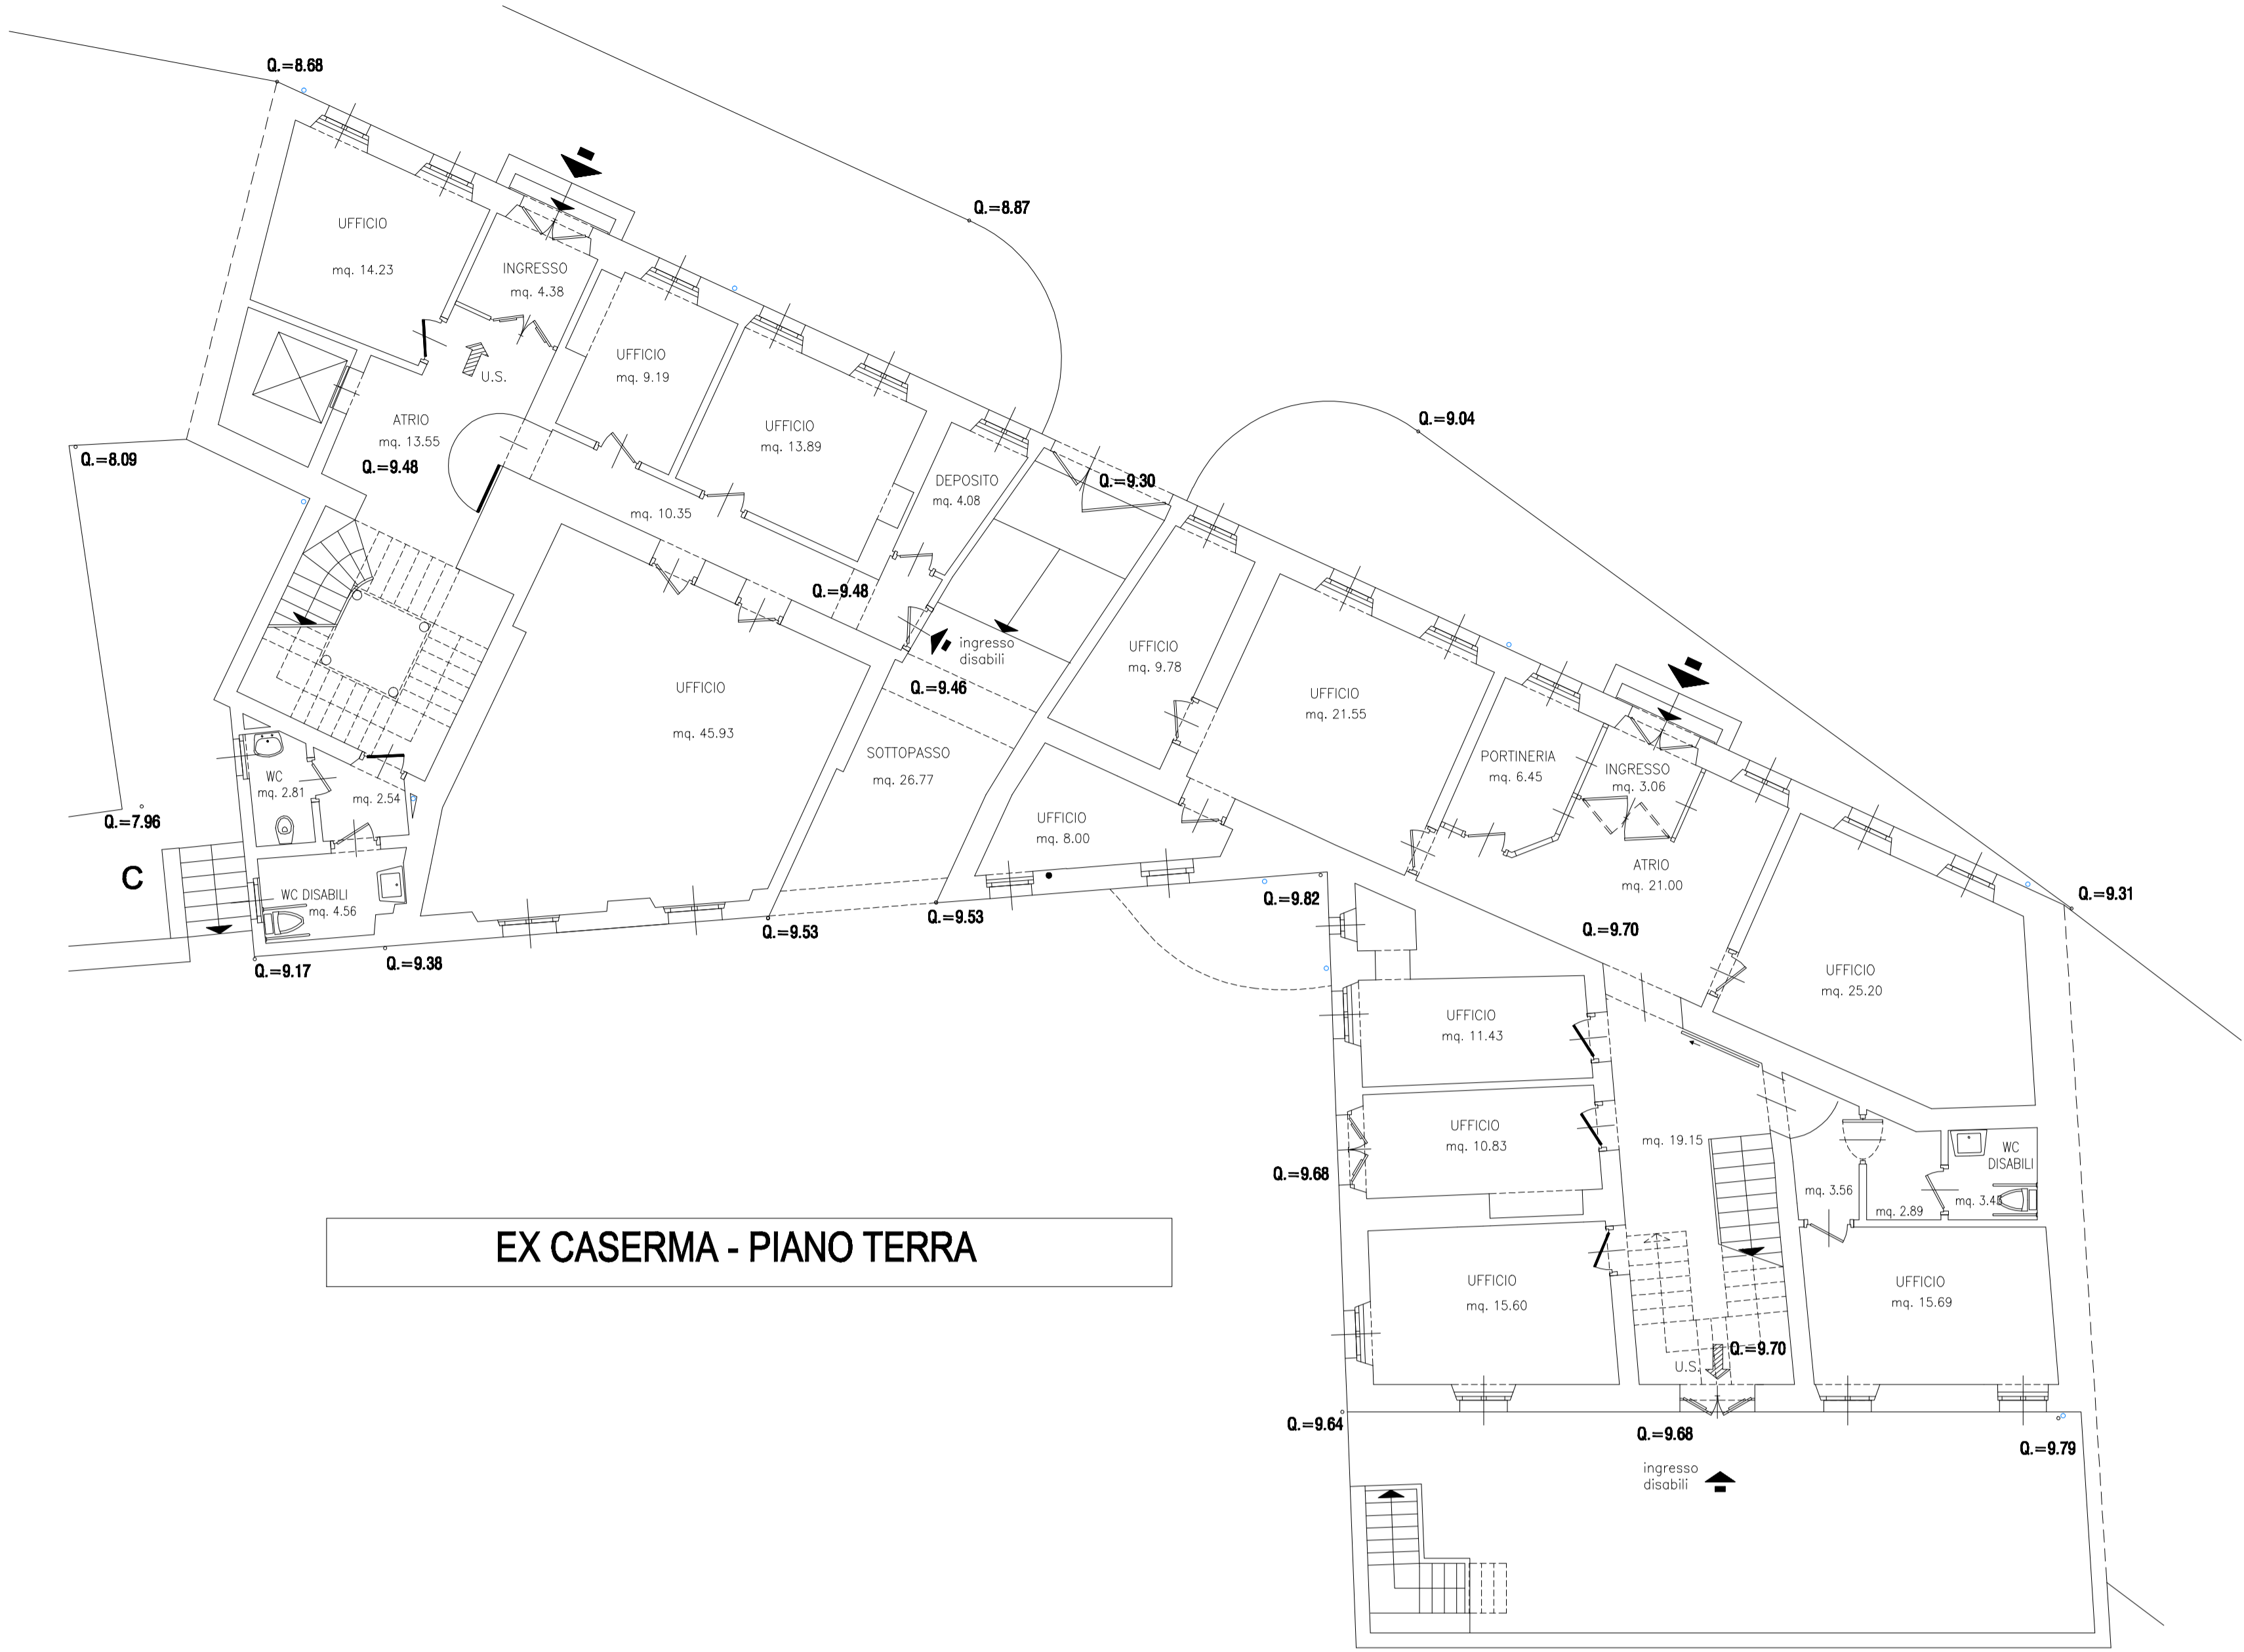 Q.=8.68
Q.=8.87
UFFICIO
mq. 14.23
INGRESSO
mq. 4.38
U.S.
UFFICIO
mq. 9.19
ATRIO
mq. 13.55
Q.=9.48
Q.=8.09
UFFICIO
mq. 13.89
mq. 10.35
DEPOSITO
mq. 4.08
Q.=9.30
Q.=9.04
Q.=9.48
ingresso
disabili
Q.=9.46
UFFICIO
mq. 45.93
SOTTOPASSO
mq. 26.77
UFFICIO
mq. 9.78
UFFICIO
mq. 21.55
UFFICIO
mq. 8.00
PORTINERIA
mq. 6.45
INGRESSO
mq. 3.06
ATRIO
mq. 21.00
Q.=9.70
WC
mq. 2.81
mq. 2.54
Q.=7.96
C
WC DISABILI
mq. 4.56
Q.=9.17
Q.=9.38
Q.=9.53
Q.=9.53
Q.=9.82
Q.=9.31
UFFICIO
mq. 25.20
UFFICIO
mq. 11.43
UFFICIO
mq. 10.83
mq. 19.15
Q.=9.68
WC
DISABILI
mq. 3.56
mq. 2.89
mq. 3.4
EX CASERMA - PIANO TERRA
UFFICIO
mq. 15.60
UFFICIO
mq. 15.69
U.S.
Q.=9.70
Q.=9.64
Q.=9.68
Q.=9.79
ingresso
disabili